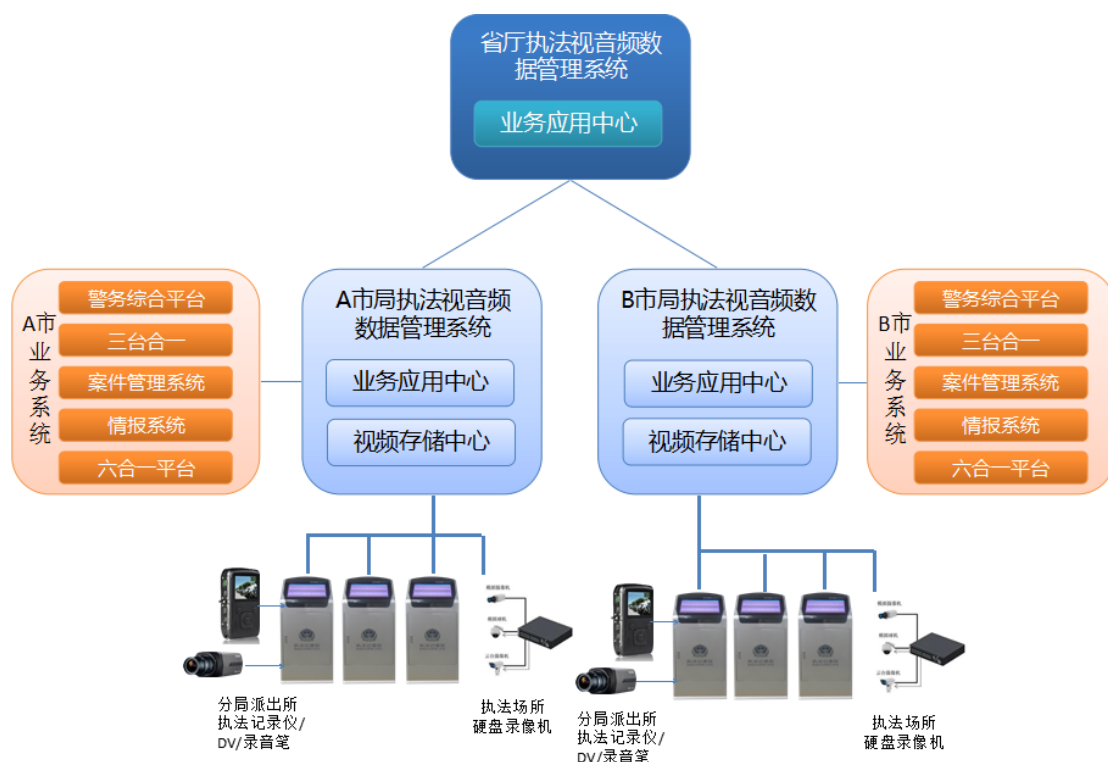 省厅执法视音频数
据管理系统
业务应用中心
A市业务系统
警务综合平台
三台合一
案件管理系统
情报系统
六合一平台
A市局执法视音频
数据管理系统
业务应用中心
视频存储中心
B市局执法视音频数
据管理系统
业务应用中心
视频存储中心
警务综合平台
三台合一
案件管理系统
情报系统
六合一平台
B市业务系统
分局派出所
执法记录仪/
DV/录音笔
执法场所
硬盘录像机
分局派出所
执法记录仪/
DV/录音笔
执法场所
硬盘录像机